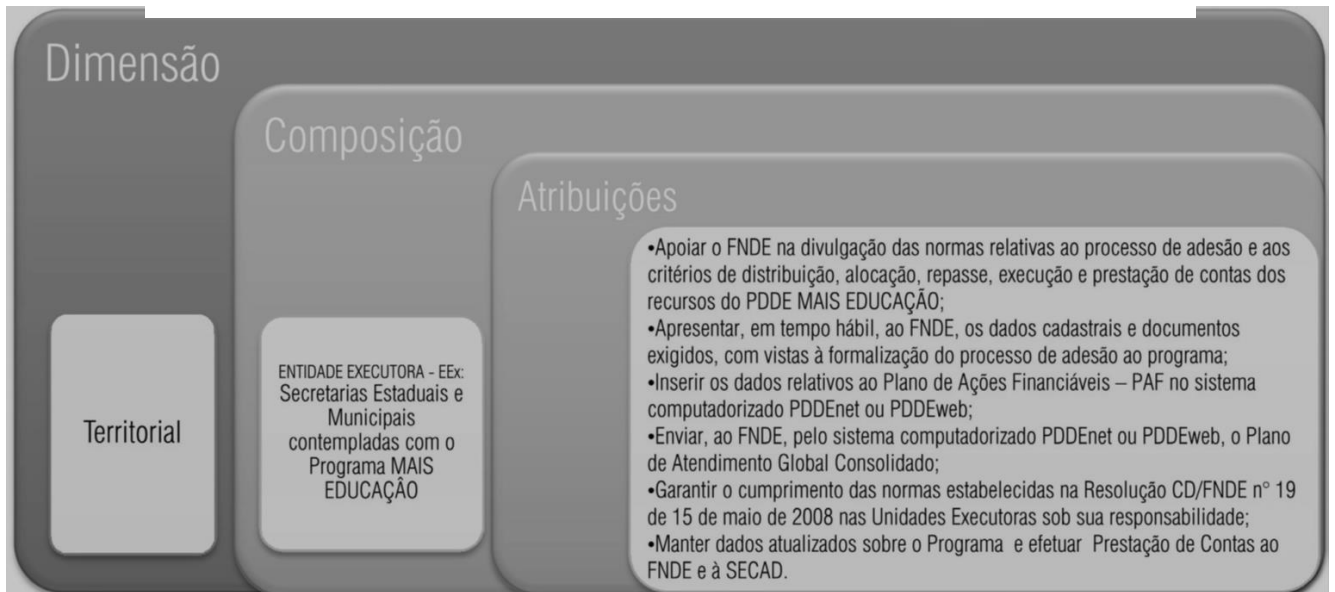 Dimensão
Composição
Atribuições
Territorial
ENTIDADE EXECUTORA - EEx:
Secretarias Estaduais e
Municipais
contempladas com o
Programa MAIS
EDUCAÇÂO
•Apoiar o FNDE na divulgação das normas relativas ao processo de adesão e aos
critérios de distribuição, alocação, repasse, execução e prestação de contas dos
recursos do PDDE MAIS EDUCAÇÃO;
•Apresentar, em tempo hábil, ao FNDE, os dados cadastrais e documentos
exigidos, com vistas à formalização do processo de adesão ao programa;
•Inserir os dados relativos ao Plano de Ações Financiáveis – PAF no sistema
computadorizado PDDEnet ou PDDEweb;
•Enviar, ao FNDE, pelo sistema computadorizado PDDEnet ou PDDEweb, o Plano
de Atendimento Global Consolidado;
•Garantir o cumprimento das normas estabelecidas na Resolução CD/FNDE n° 19
de 15 de maio de 2008 nas Unidades Executoras sob sua responsabilidade;
•Manter dados atualizados sobre o Programa e efetuar Prestação de Contas ao
FNDE e à SECAD.